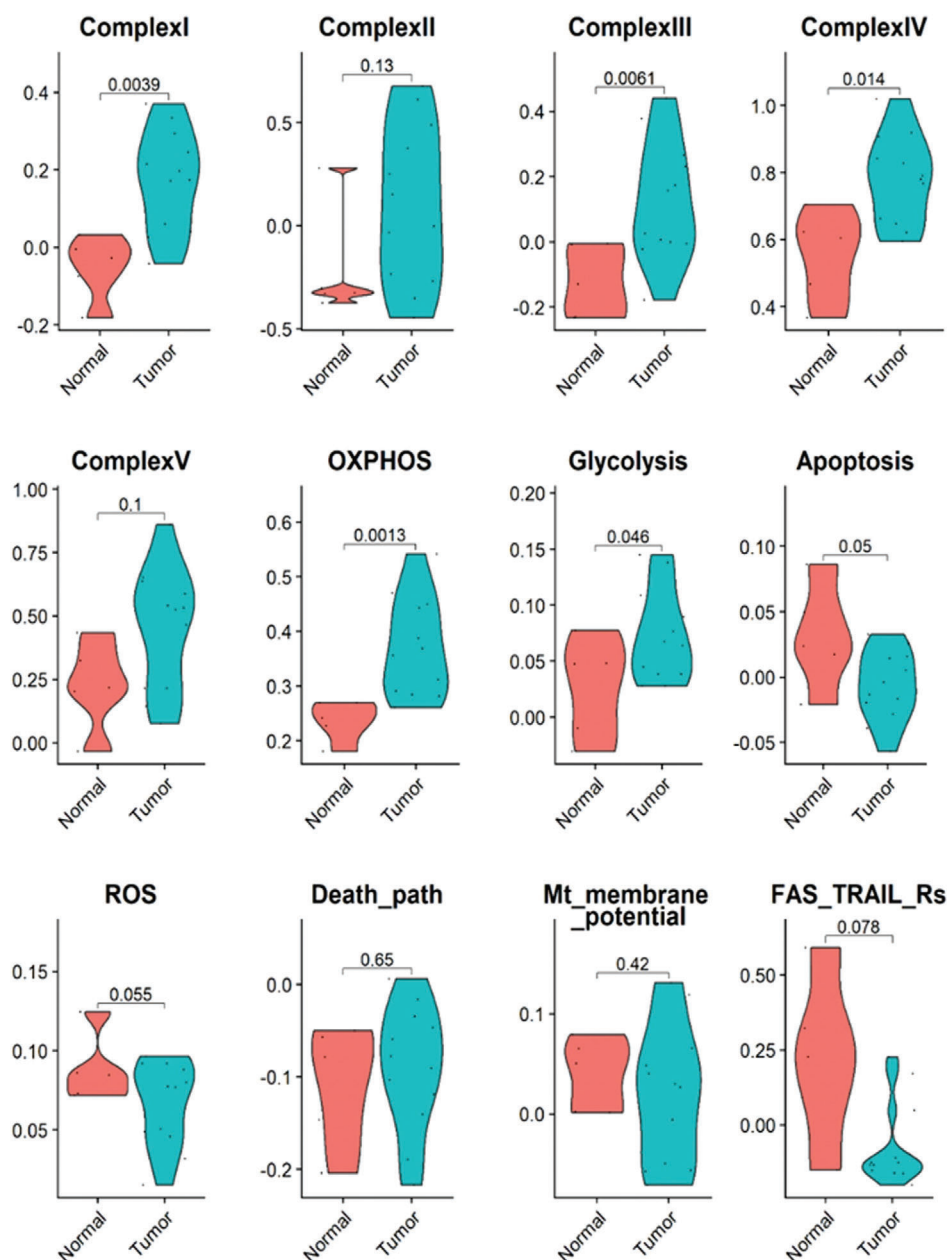 ComplexI
0.0039
0.4
0.2
0.0
-0.2
Normal
Tumor
ComplexII
0.13
0.5
0.0
-0.5
Normal
Tumor
ComplexIII
0.0061
0.4
0.2
0.0
-0.2
Normal
Tumor
ComplexIV
0.014
1.0
0.8
0.6
0.4
Normal
Tumor
ComplexV
1.00
0.1
0.75
0.50
0.25
0.00
Normal
Tumor
OXPHOS
0.6
0.0013
0.5
0.4
0.3
0.2
Normal
Tumor
Glycolysis
0.20
0.046
0.15
0.10
0.05
0.00
Normal
Tumor
Apoptosis
0.10
0.05
0.05
0.00
-0.05
Normal
Tumor
ROS
0.15
0.055
0.10
0.05
Normal
Tumor
Death_path
0.65
0.0
-0.1
-0.2
Normal
Tumor
Mt_membrane
_potential
0.42
0.1
0.0
Normal
Tumor
FAS_TRAIL_Rs
0.078
0.50
0.25
0.00
Normal
Tumor